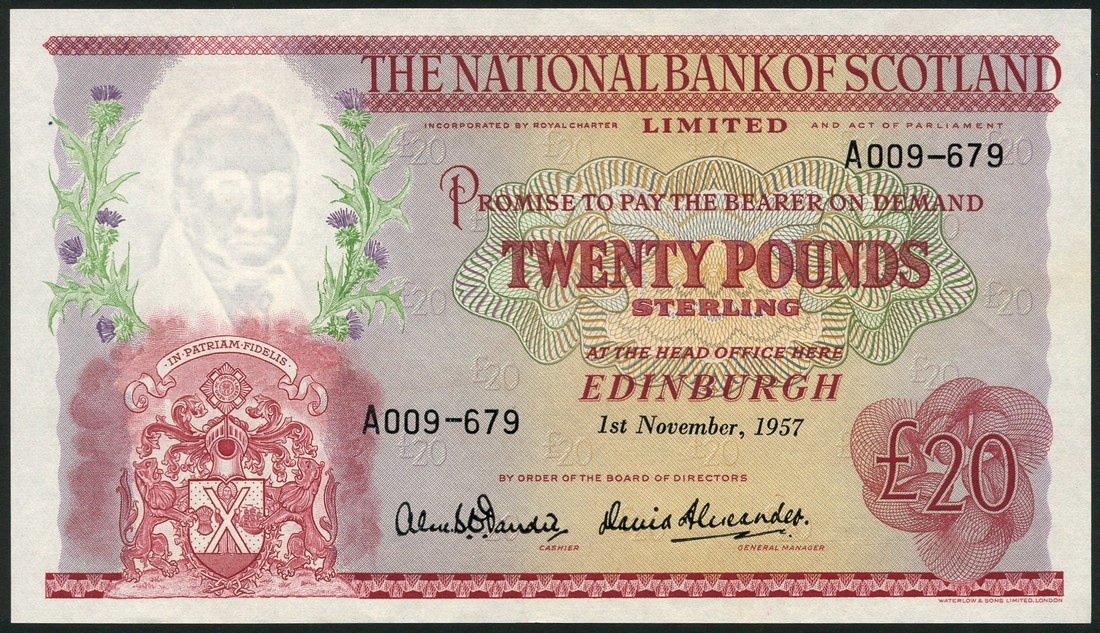 THE NATIONAL BANK OF SCOTLAND
INCORPORATED BY ROYAL CHARTER LIMITED AND ACT OF PARLIAMENT
A009-679
PROMISE TO PAY THE BEARER ON DEMAND
TWENTY POUNDS
STERLING
AT THE HEAD OFFICE HERE
EDINBURGH
IN·PATRIAM·FIDELIS
A009-679
1st November, 1957
£20
BY ORDER OF THE BOARD OF DIRECTORS
David Alexander.
CASHIER GENERAL MANAGER
WATERLOW & SONS LIMITED, LONDON